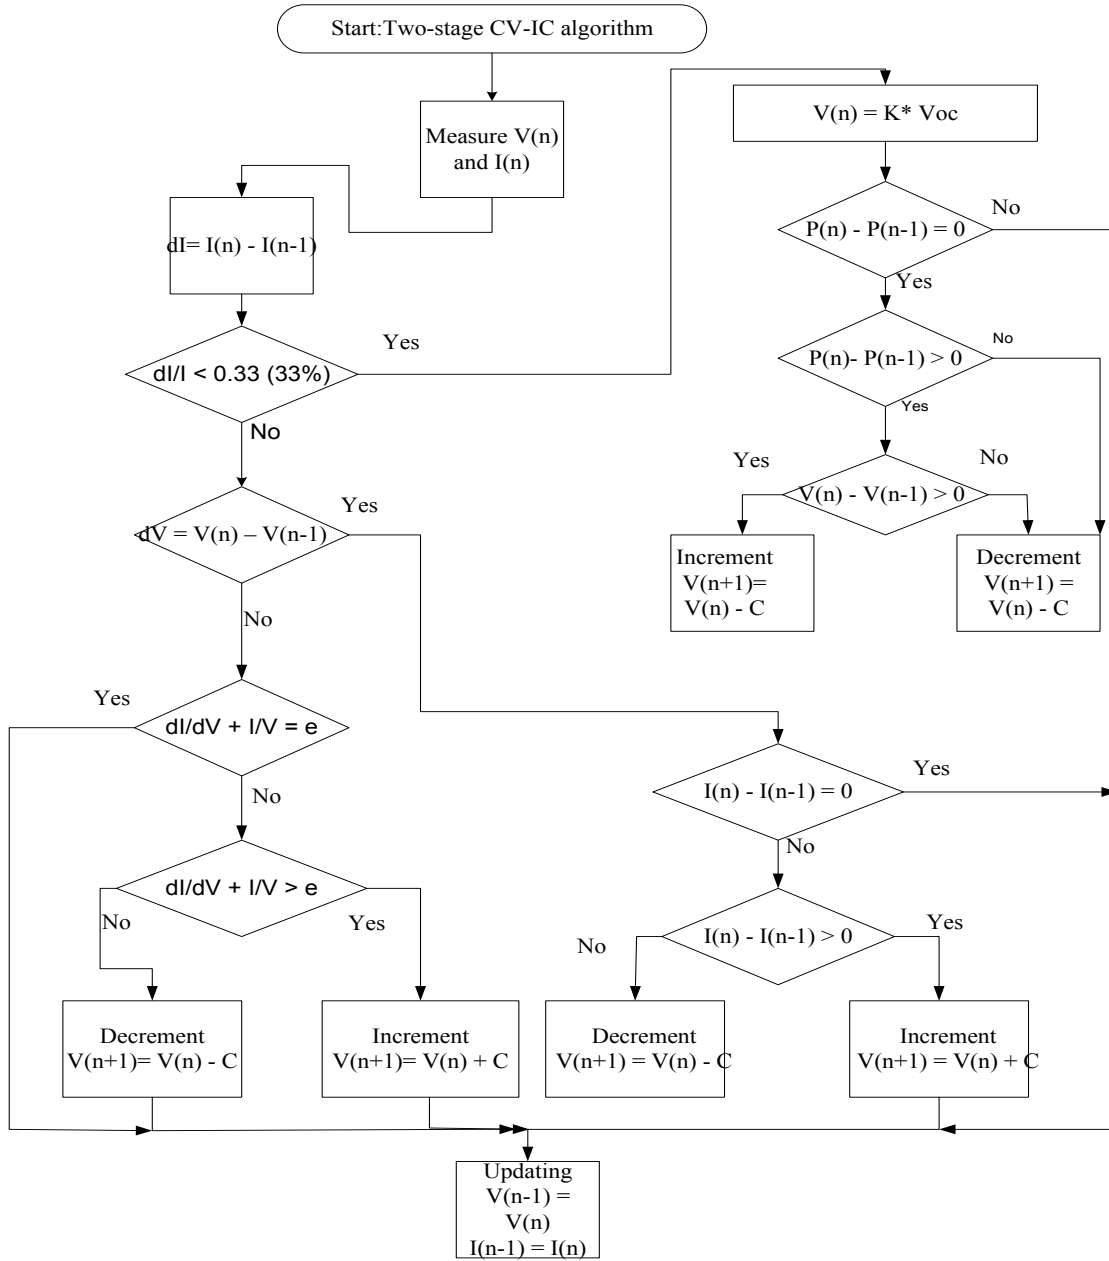 Start:Two-stage CV-IC algorithm
Measure V(n)
and I(n)
dI= I(n) - I(n-1)
dI/I < 0.33 (33%)
Yes
No
dV = V(n) – V(n-1)
Yes
No
Yes
dI/dV + I/V = e
No
dI/dV + I/V > e
No
Yes
Decrement
V(n+1)= V(n) - C
Increment
V(n+1)= V(n) + C
V(n) = K* Voc
P(n) - P(n-1) = 0
No
Yes
P(n)- P(n-1) > 0
No
Yes
V(n) - V(n-1) > 0
Yes
No
Increment
V(n+1)=
V(n) - C
Decrement
V(n+1) =
V(n) - C
I(n) - I(n-1) = 0
Yes
No
I(n) - I(n-1) > 0
No
Yes
Decrement
V(n+1) = V(n) - C
Increment
V(n+1) = V(n) + C
Updating
V(n-1) =
V(n)
I(n-1) = I(n)